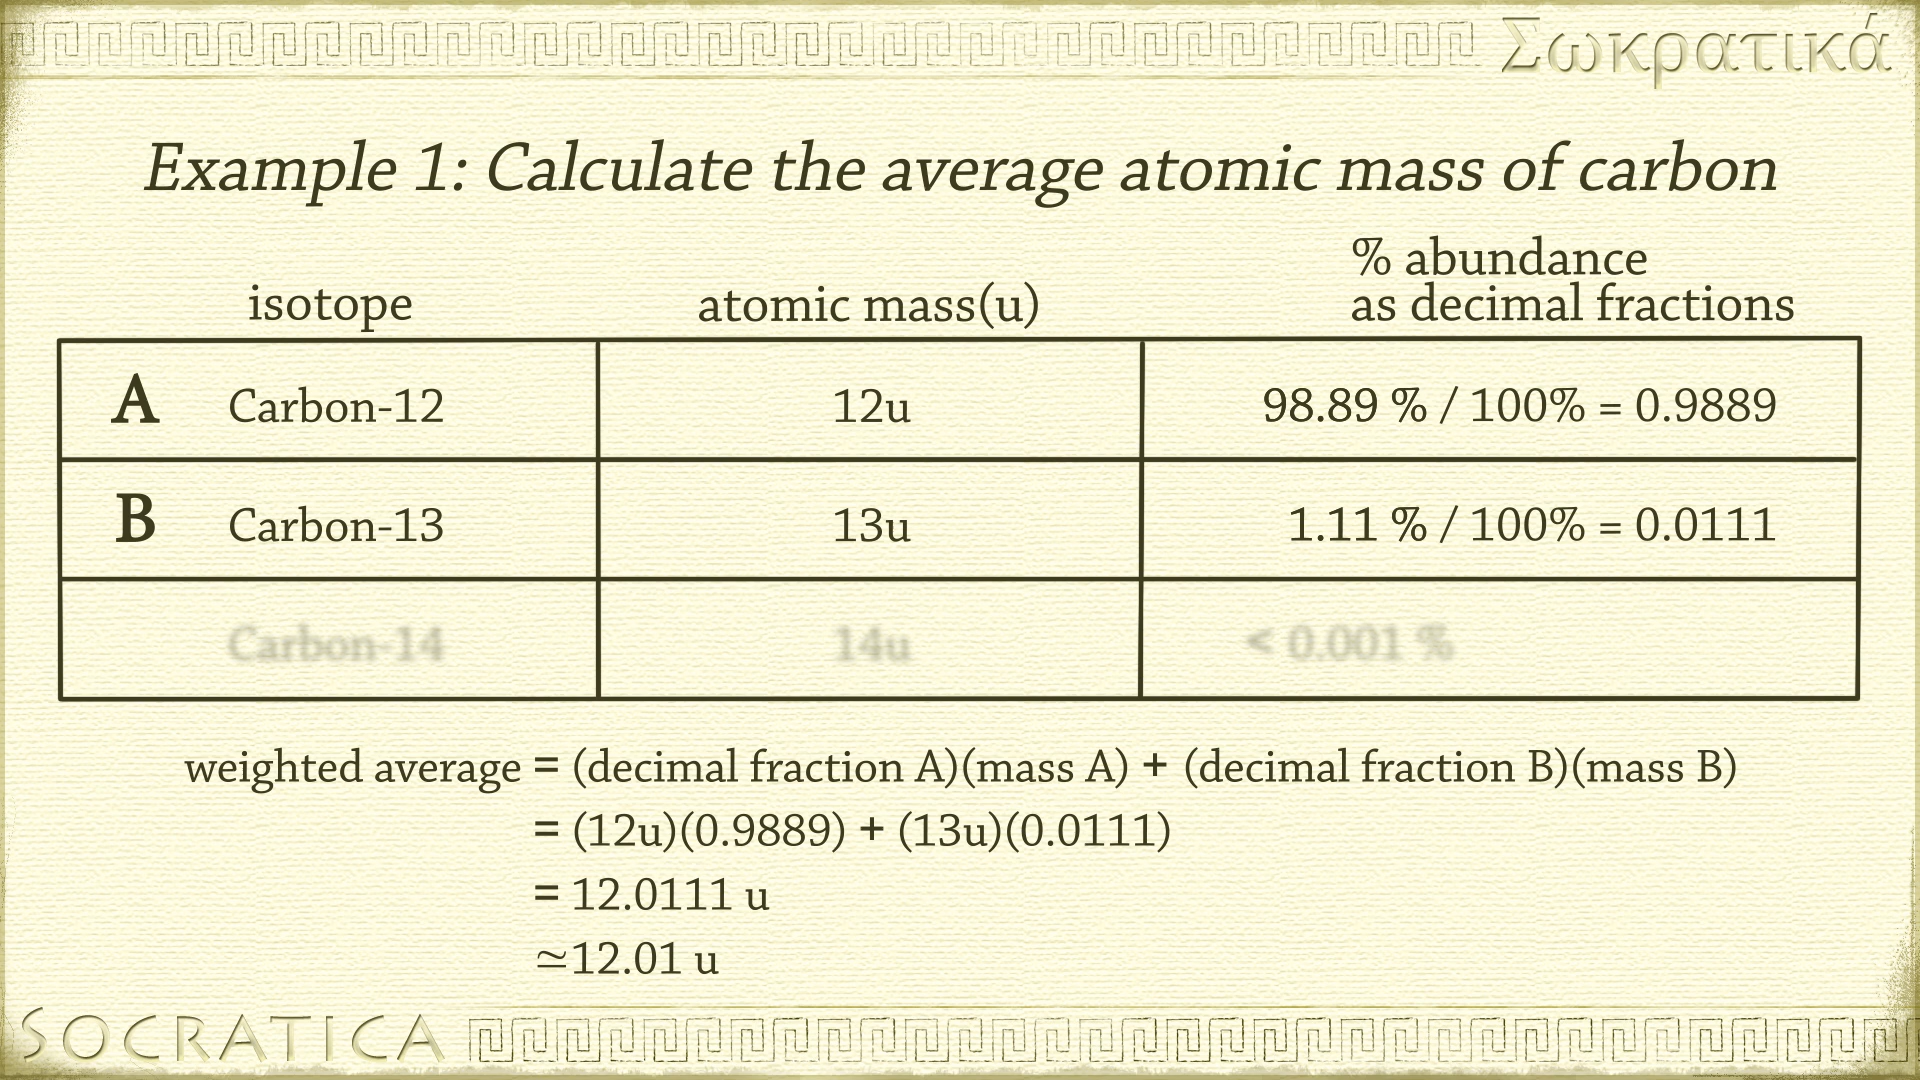 Σωκρατικά
Example 1: Calculate the average atomic mass of carbon
% abundance
isotope atomic mass(u) as decimal fractions
A Carbon-12 12u 98.89 % / 100% = 0.9889
B Carbon-13 13u 1.11 % / 100% = 0.0111
Carbon-14 14u < 0.001 %
weighted average = (decimal fraction A)(mass A) + (decimal fraction B)(mass B)
= (12u)(0.9889) + (13u)(0.0111)
= 12.0111 u
≃12.01 u
SOCRATICA